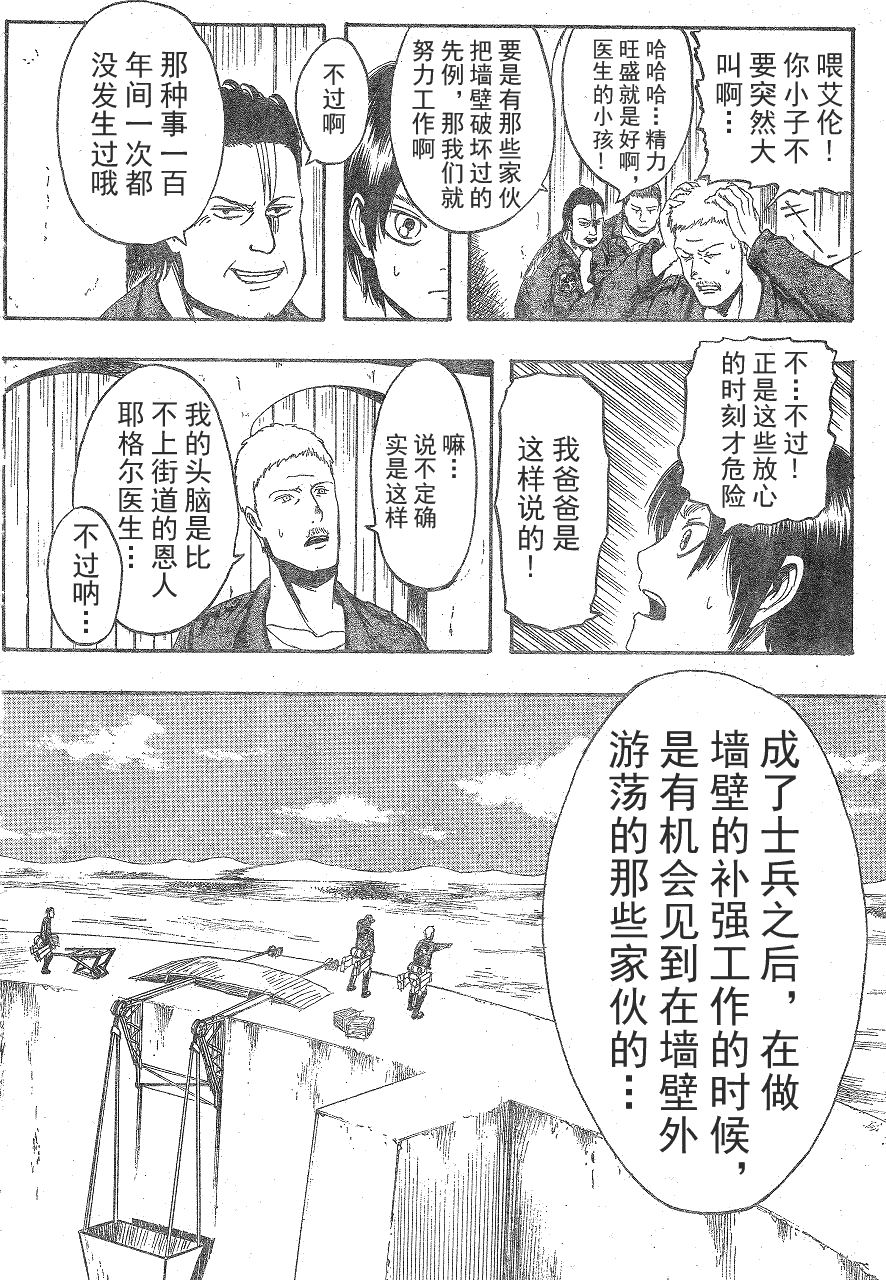 喂艾伦！
你小子不
要突然大
叫啊…
哈哈哈…精力
旺盛就是好啊，
医生的小孩！
要是有那些家伙
把墙壁破坏过的
先例，那我们就
努力工作啊
不过啊
那种事一百
年间一次都
没发生过哦
不…不过！
正是这些放心
的时刻才危险
我爸爸是
这样说的！
嘛…
说不定确
实是这样
我的头脑是比
不上街道的恩人
耶格尔医生…
不过呐…
成了士兵之后，在做
墙壁的补强工作的时候，
是有机会见到在墙壁外
游荡的那些家伙的…